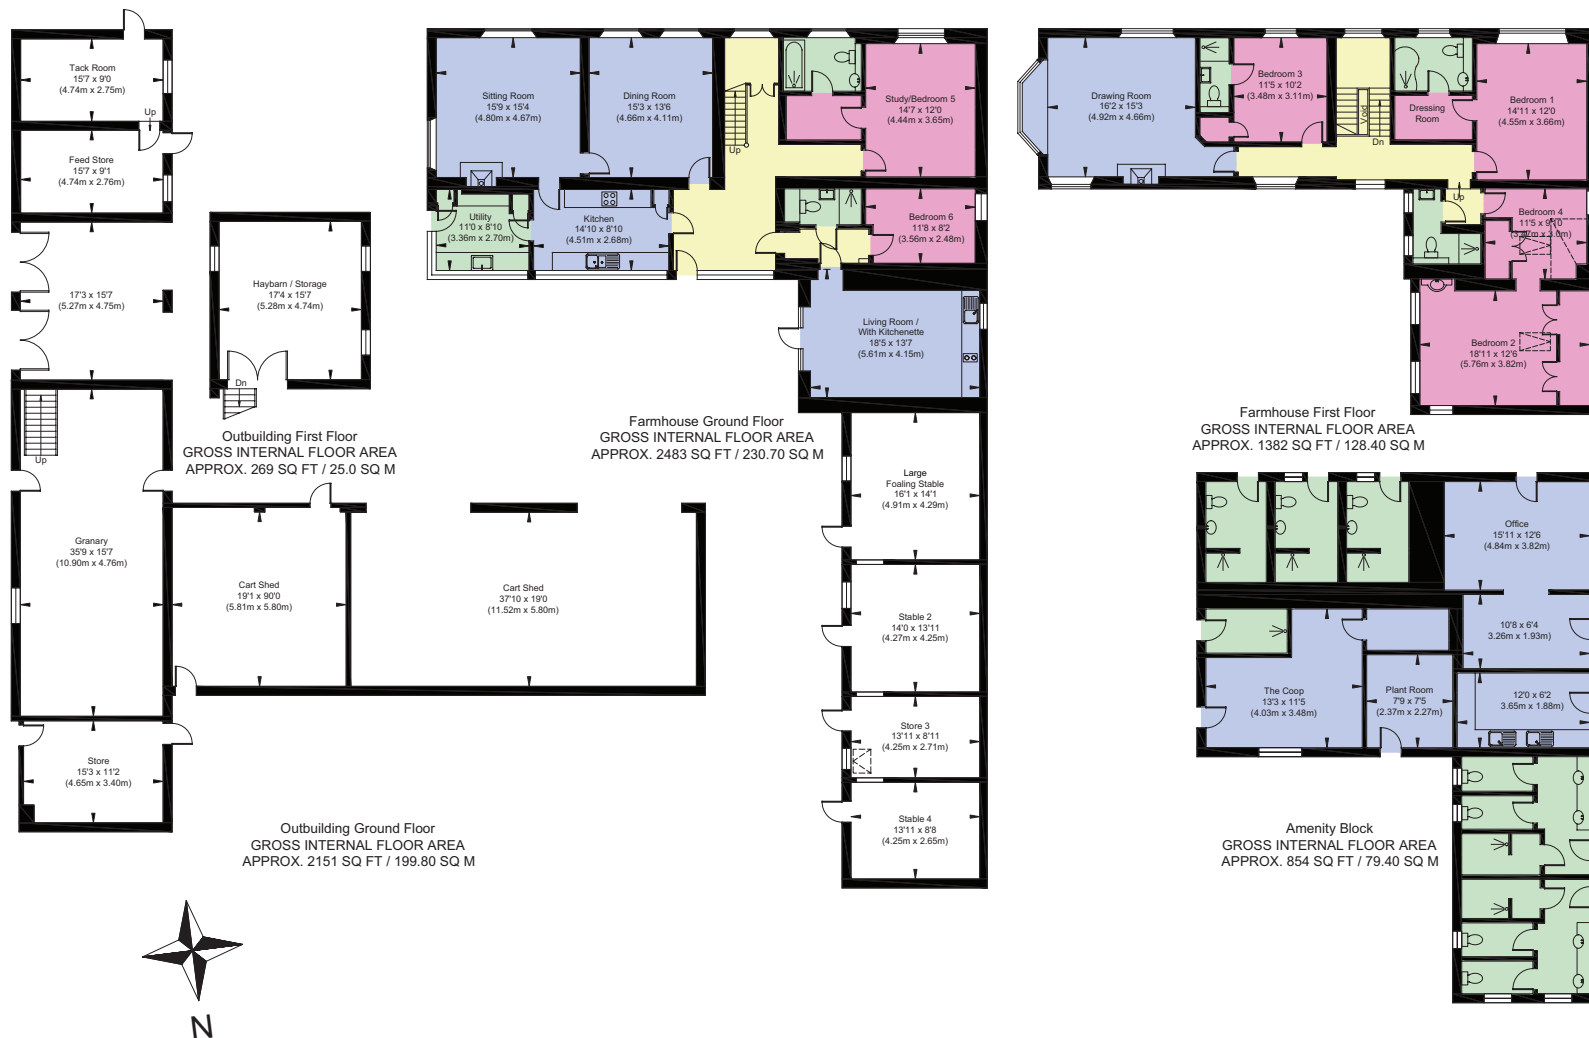 Tack Room
15'7 x 9'0
(4.74m x 2.75m)
Up
Feed Store
15'7 x 9'1
(4.74m x 2.76m)
17'3 x 15'7
(5.27m x 4.75m)
Haybarn / Storage
17'4 x 15'7
(5.28m x 4.74m)
Dn
Outbuilding First Floor
GROSS INTERNAL FLOOR AREA
APPROX. 269 SQ FT / 25.0 SQ M
Up
Granary
35'9 x 15'7
(10.90m x 4.76m)
Cart Shed
19'1 x 90'0
(5.81m x 5.80m)
Cart Shed
37'10 x 19'0
(11.52m x 5.80m)
Store
15'3 x 11'2
(4.65m x 3.40m)
Outbuilding Ground Floor
GROSS INTERNAL FLOOR AREA
APPROX. 2151 SQ FT / 199.80 SQ M
N
Sitting Room
15'9 x 15'4
(4.80m x 4.67m)
Dining Room
15'3 x 13'6
(4.66m x 4.11m)
Up
Study/Bedroom 5
14'7 x 12'0
(4.44m x 3.65m)
Utility
11'0 x 8'10
(3.36m x 2.70m)
Kitchen
14'10 x 8'10
(4.51m x 2.68m)
Bedroom 6
11'8 x 8'2
(3.56m x 2.48m)
Living Room /
With Kitchenette
18'5 x 13'7
(5.61m x 4.15m)
Farmhouse Ground Floor
GROSS INTERNAL FLOOR AREA
APPROX. 2483 SQ FT / 230.70 SQ M
Large
Foaling Stable
16'1 x 14'1
(4.91m x 4.29m)
Stable 2
14'0 x 13'11
(4.27m x 4.25m)
Store 3
13'11 x 8'11
(4.25m x 2.71m)
Stable 4
13'11 x 8'8
(4.25m x 2.65m)
Drawing Room
16'2 x 15'3
(4.92m x 4.66m)
Bedroom 3
11'5 x 10'2
(3.48m x 3.11m)
Void
Dn
Dressing
Room
Bedroom 1
14'11 x 12'0
(4.55m x 3.66m)
Up
Bedroom 4
11'5 x 9'10
Bedroom 2
18'11 x 12'6
(5.76m x 3.82m)
Farmhouse First Floor
GROSS INTERNAL FLOOR AREA
APPROX. 1382 SQ FT / 128.40 SQ M
Office
15'11 x 12'6
(4.84m x 3.82m)
10'8 x 6'4
3.26m x 1.93m)
The Coop
13'3 x 11'5
(4.03m x 3.48m)
Plant Room
7'9 x 7'5
(2.37m x 2.27m)
12'0 x 6'2
3.65m x 1.88m)
Amenity Block
GROSS INTERNAL FLOOR AREA
APPROX. 854 SQ FT / 79.40 SQ M